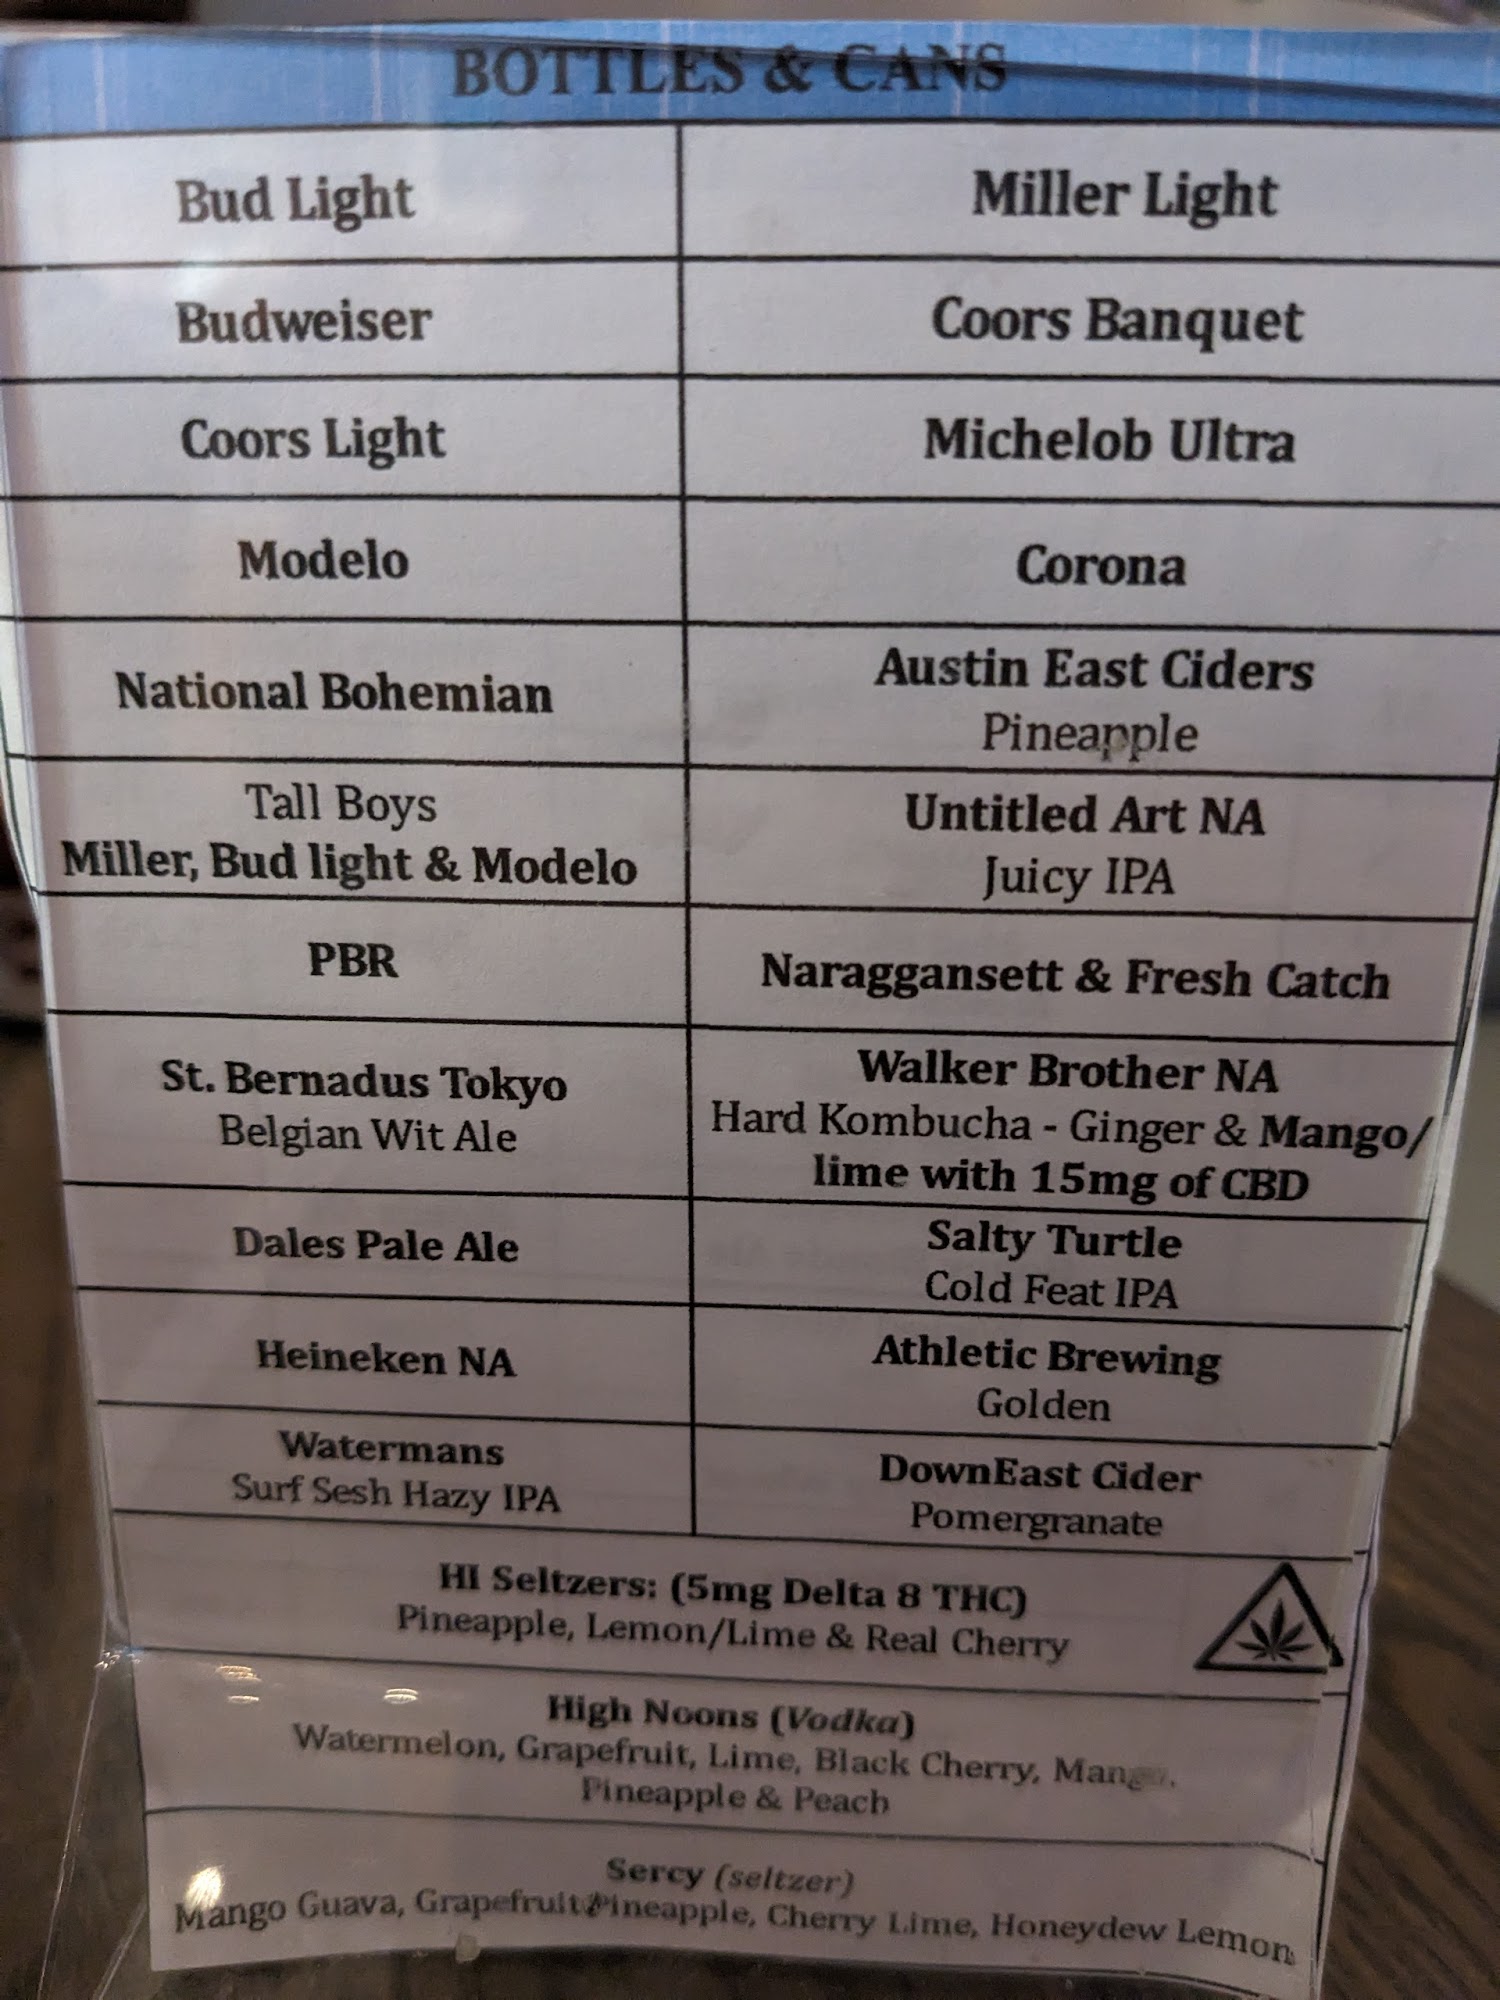 BOTTLES & CANS
Bud Light
Miller Light
Budweiser
Coors Banquet
Coors Light
Michelob Ultra
Modelo
Corona
National Bohemian
Austin East Ciders
Pineapple
Tall Boys
Miller, Bud light & Modelo
Untitled Art NA
Juicy IPA
PBR
Naraggansett & Fresh Catch
St. Bernadus Tokyo
Belgian Wit Ale
Walker Brother NA
Hard Kombucha - Ginger & Mango/
lime with 15mg of CBD
Dales Pale Ale
Salty Turtle
Cold Feat IPA
Heineken NA
Athletic Brewing
Golden
Watermans
Surf Sesh Hazy IPA
DownEast Cider
Pomergranate
HI Seltzers: (5mg Delta 8 THC)
Pineapple, Lemon/Lime & Real Cherry
High Noons (Vodka)
Watermelon, Grapefruit, Lime, Black Cherry, Mango,
Pineapple & Peach
Sercy (seltzer)
Mango Guava, Grapefruit Pineapple, Cherry Lime, Honeydew Lemon